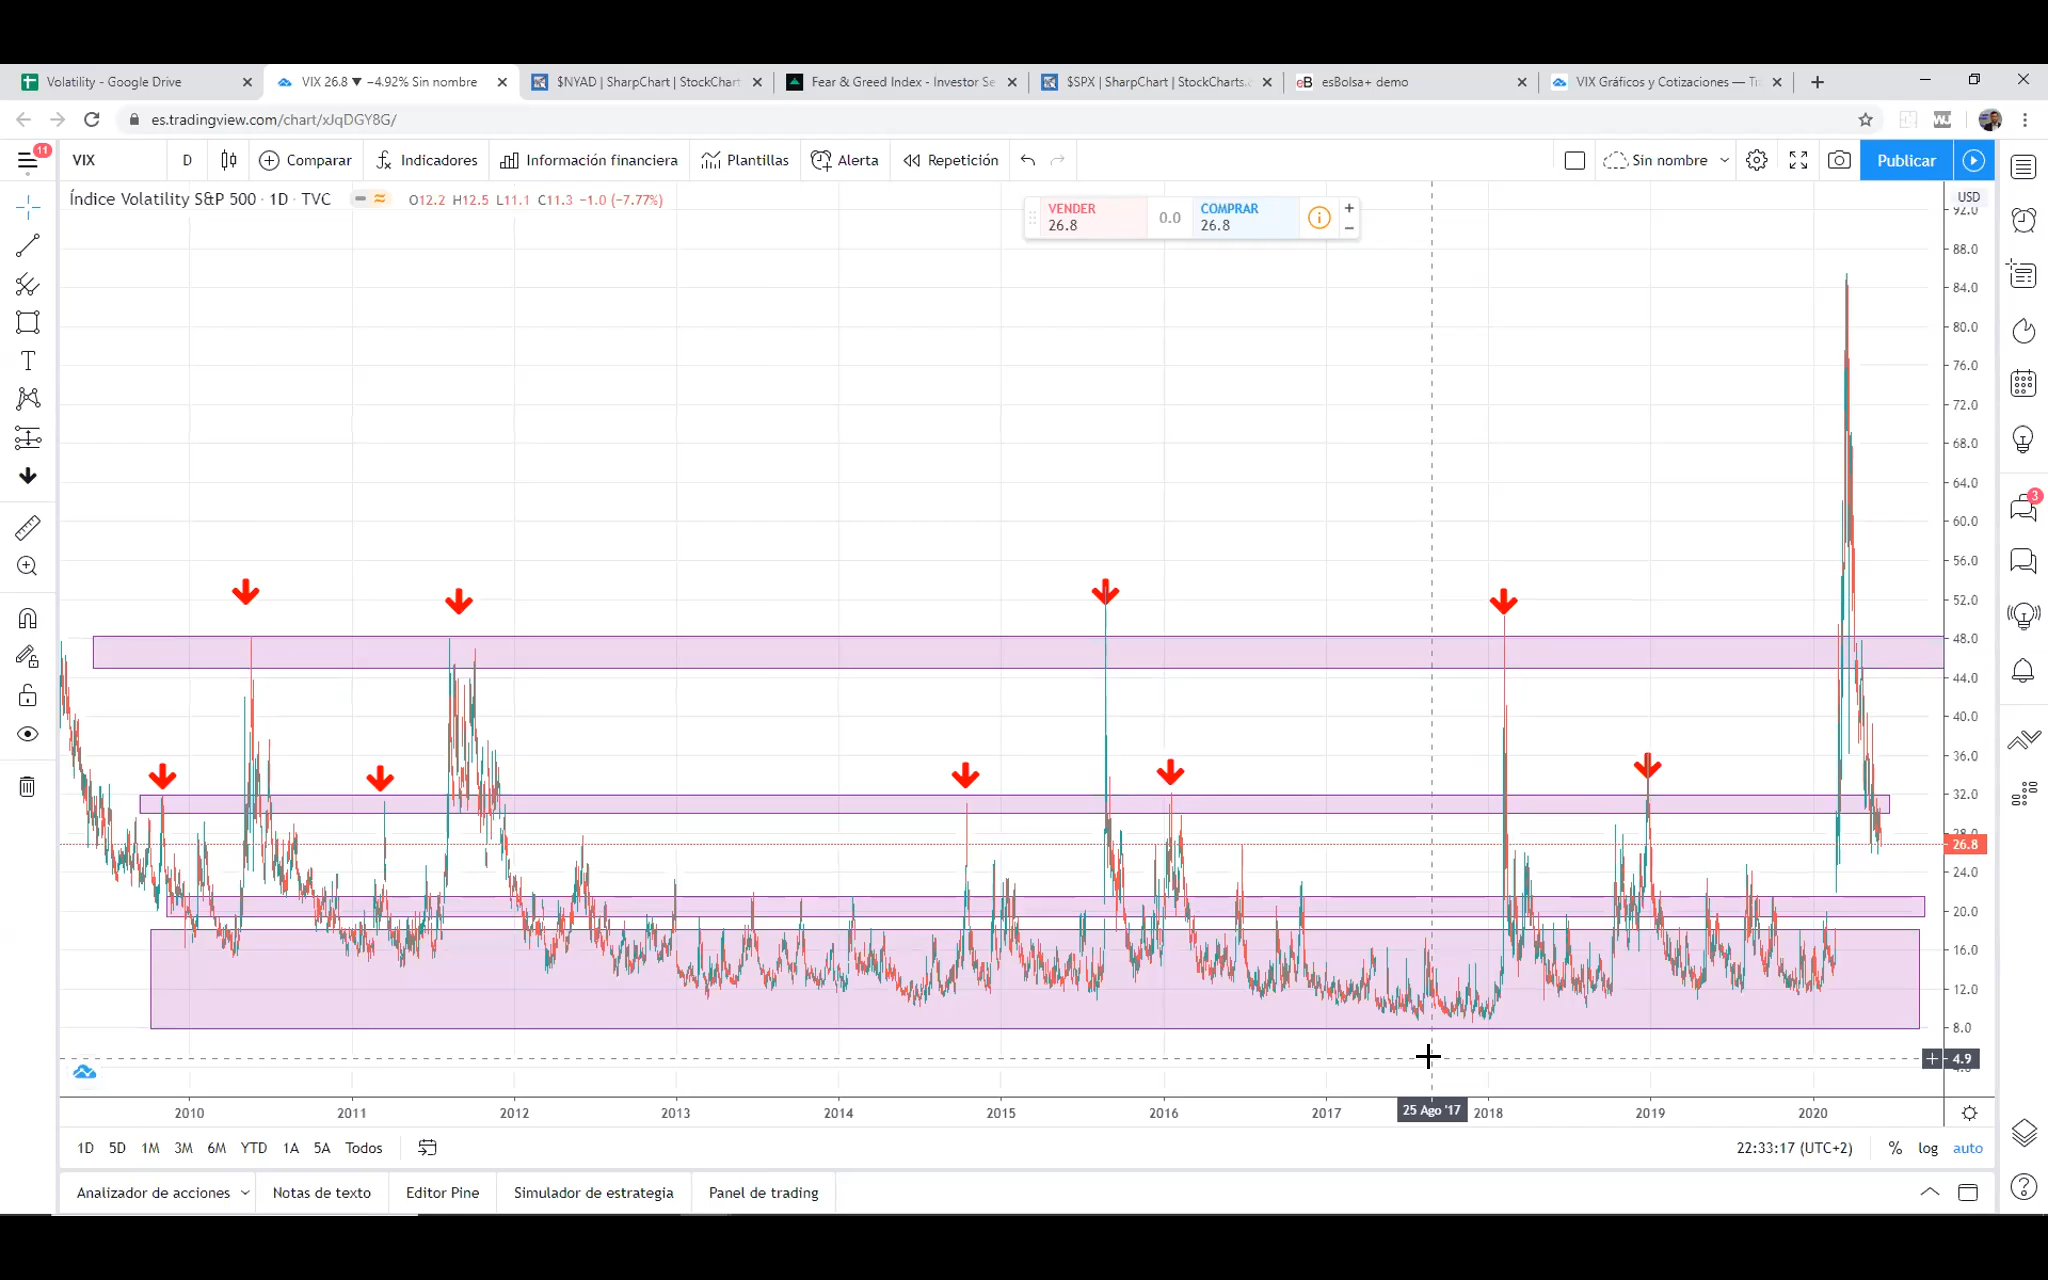 Volatility - Google Drive
VIX 26.8 ▼ −4.92% Sin nombre
$NYAD | SharpChart | StockChart
Fear & Greed Index - Investor Se
$SPX | SharpChart | StockCharts.c
esBolsa+ demo
VIX Gráficos y Cotizaciones — Tr
es.tradingview.com/chart/xJqDGY8G/
11
VIX
D
Comparar
Indicadores
Información financiera
Plantillas
Alerta
Repetición
Sin nombre
Publicar
Índice Volatility S&P 500 · 1D · TVC
O12.2 H12.5 L11.1 C11.3 −1.0 (−7.77%)
VENDER
26.8
0.0
COMPRAR
26.8
USD
92.0
88.0
84.0
80.0
76.0
72.0
68.0
64.0
60.0
56.0
52.0
48.0
44.0
40.0
36.0
32.0
28.0
26.8
24.0
20.0
16.0
12.0
8.0
4.9
3
2010
2011
2012
2013
2014
2015
2016
2017
25 Ago '17
2018
2019
2020
1D
5D
1M
3M
6M
YTD
1A
5A
Todos
22:33:17 (UTC+2)
%
log
auto
Analizador de acciones
Notas de texto
Editor Pine
Simulador de estrategia
Panel de trading